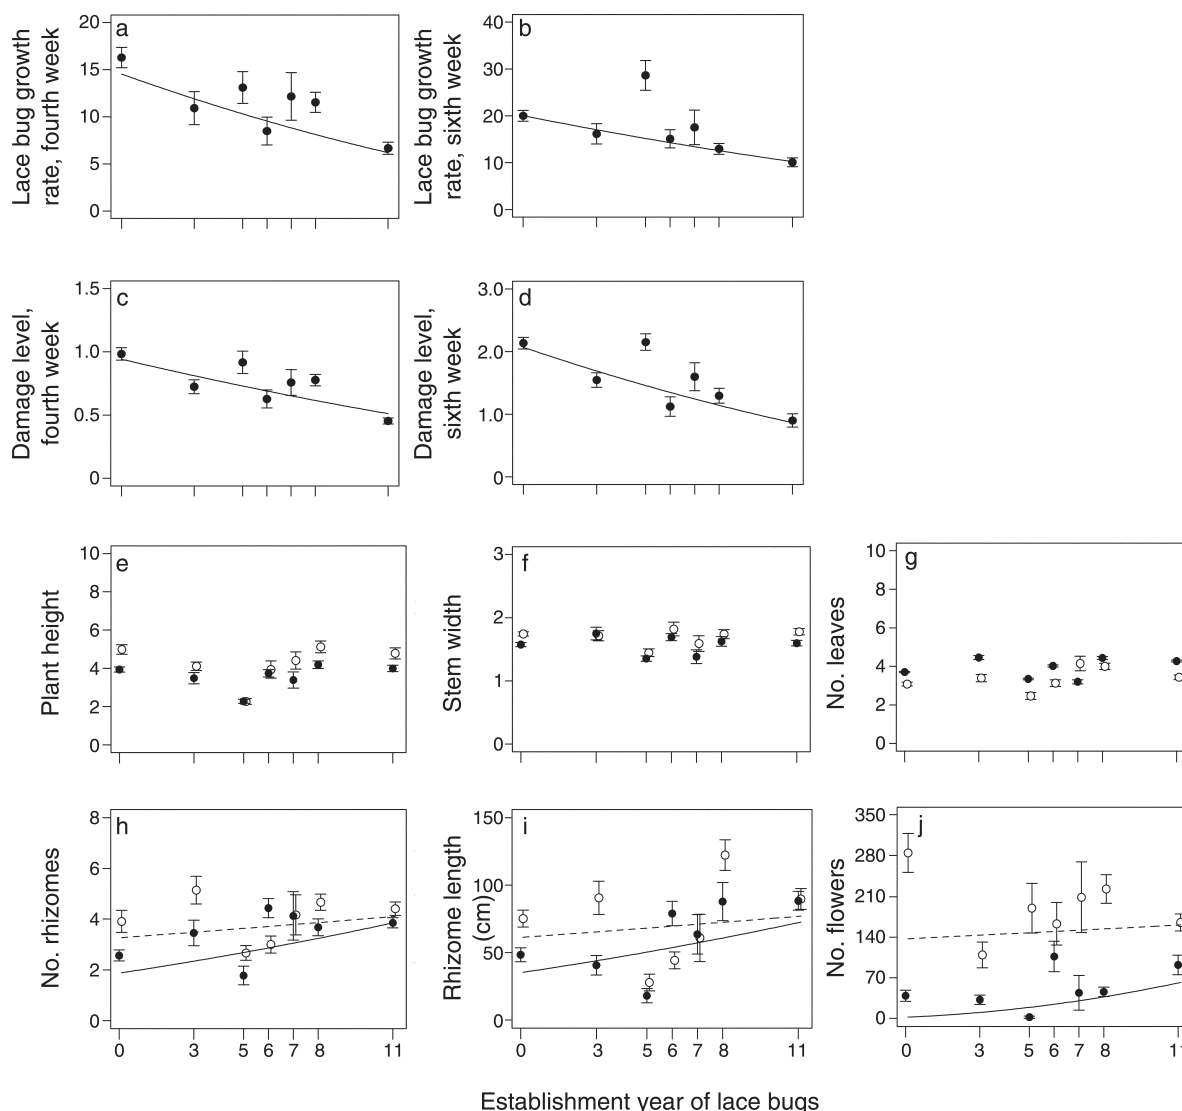 a
20
15
10
5
0
Lace bug growth
rate, fourth week
b
40
30
20
10
0
Lace bug growth
rate, sixth week
c
1.5
1.0
0.5
0
Damage level,
fourth week
d
3.0
2.0
1.0
0
Damage level,
sixth week
e
10
8
6
4
2
0
Plant height
f
3
2
1
0
Stem width
g
10
8
6
4
2
0
No. leaves
h
8
6
4
2
0
No. rhizomes
0 3 5 6 7 8 11
i
150
100
50
0
Rhizome length
(cm)
0 3 5 6 7 8 11
j
350
280
210
140
70
0
No. flowers
0 3 5 6 7 8 11
Establishment year of lace bugs